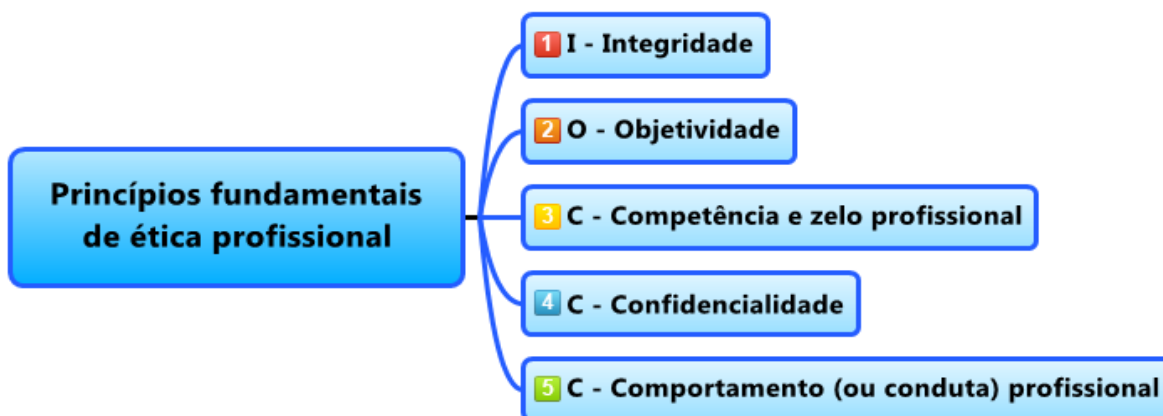 Princípios fundamentais
de ética profissional
1 I - Integridade
2 O - Objetividade
3 C - Competência e zelo profissional
4 C - Confidencialidade
5 C - Comportamento (ou conduta) profissional